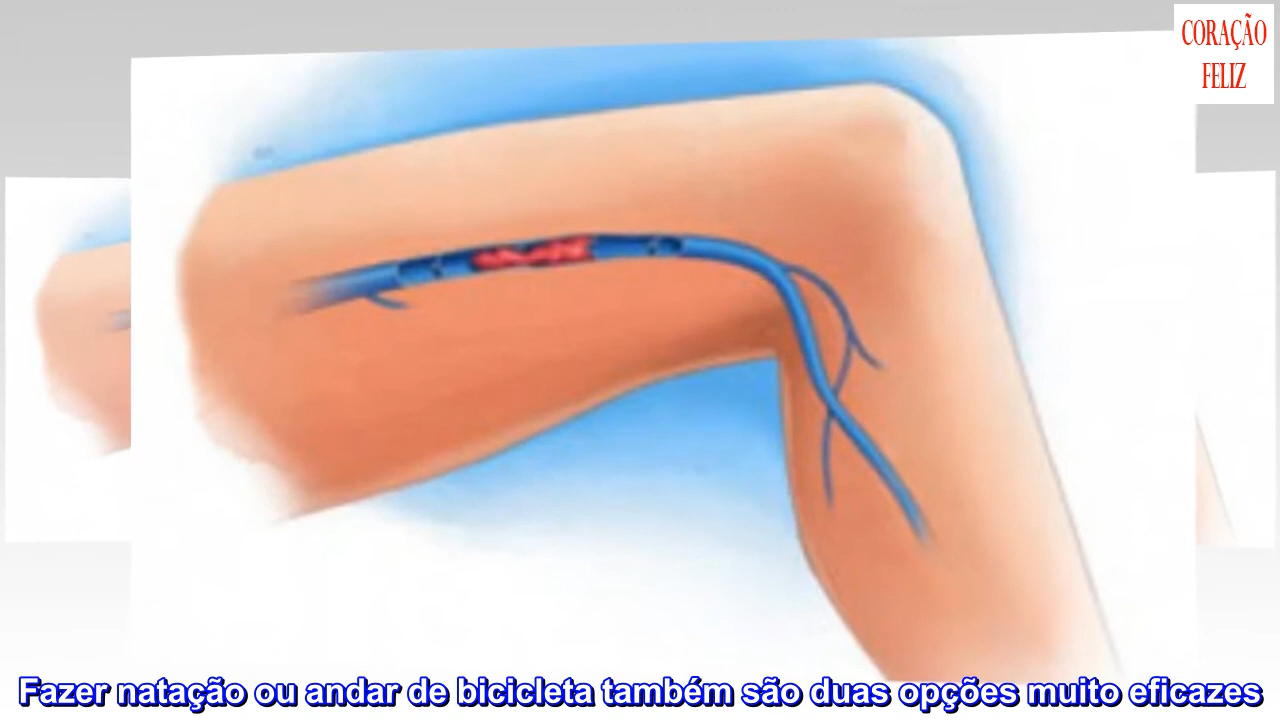 CORAÇÃO
FELIZ
Fazer natação ou andar de bicicleta também são duas opções muito eficazes